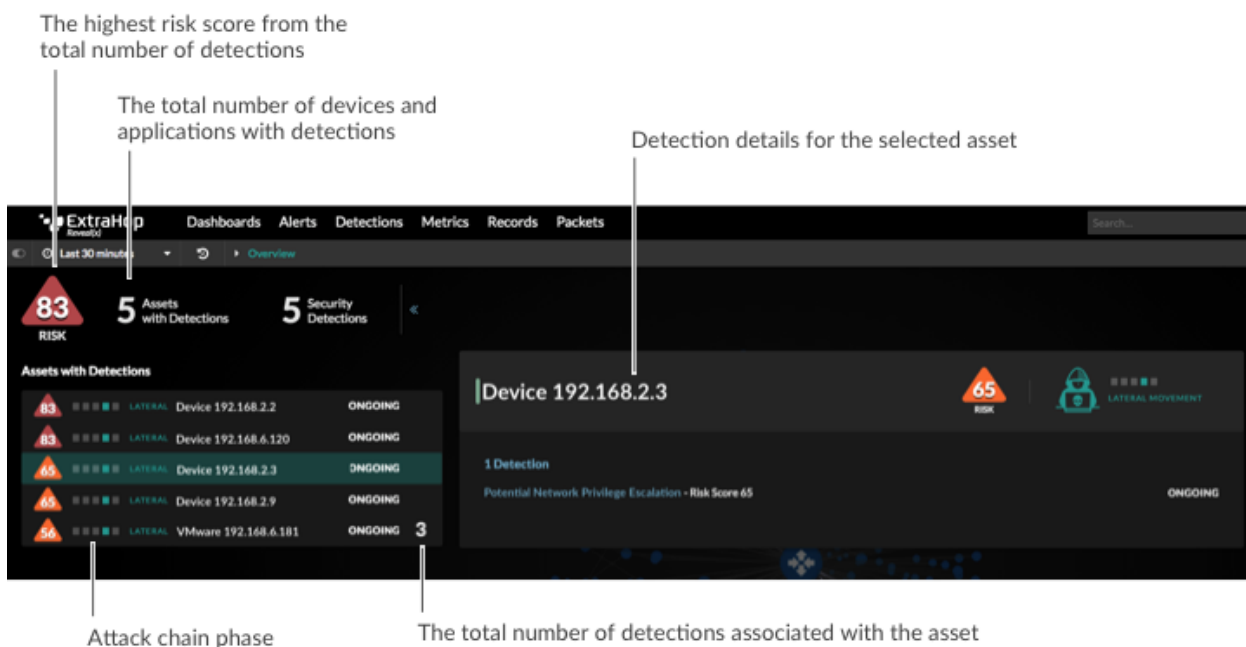 The highest risk score from the
total number of detections
The total number of devices and
applications with detections
Detection details for the selected asset
ExtraHop Dashboards Alerts Detections Metrics Records Packets Search...
Reveal(x)
Last 30 minutes Overview
83 5 Assets with Detections 5 Security Detections
RISK
Assets with Detections
83 LATERAL Device 192.168.2.2 ONGOING
83 LATERAL Device 192.168.6.120 ONGOING
65 LATERAL Device 192.168.2.3 ONGOING
65 LATERAL Device 192.168.2.9 ONGOING
56 LATERAL VMware 192.168.6.181 ONGOING 3
Device 192.168.2.3 65 RISK LATERAL MOVEMENT
1 Detection
Potential Network Privilege Escalation - Risk Score 65 ONGOING
Attack chain phase
The total number of detections associated with the asset